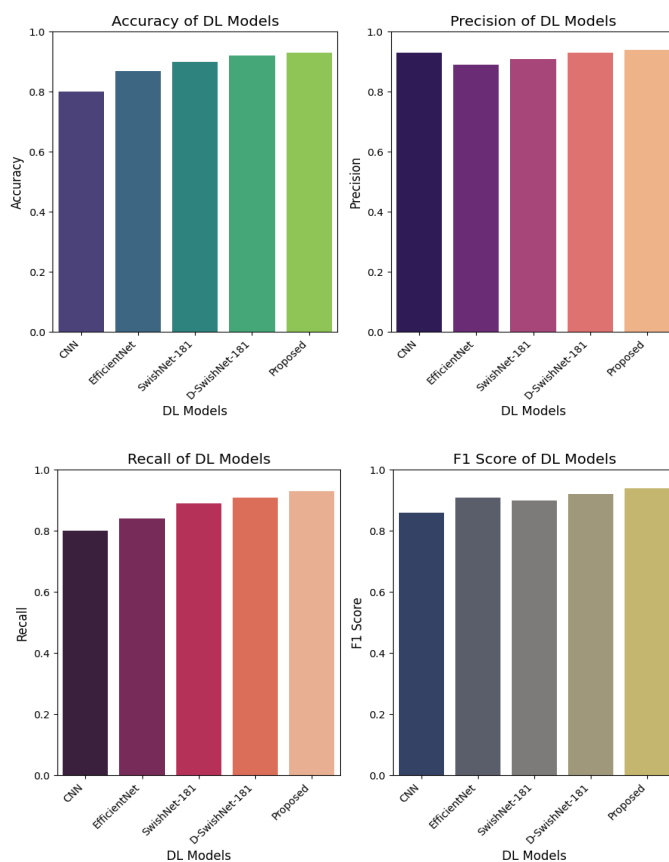 Accuracy of DL Models
1.0
0.8
0.6
0.4
0.2
0.0
Accuracy
CNN
EfficientNet
SwishNet-181
D-SwishNet-181
Proposed
DL Models
Precision of DL Models
1.0
0.8
0.6
0.4
0.2
0.0
Precision
CNN
EfficientNet
SwishNet-181
D-SwishNet-181
Proposed
DL Models
Recall of DL Models
1.0
0.8
0.6
0.4
0.2
0.0
Recall
CNN
EfficientNet
SwishNet-181
D-SwishNet-181
Proposed
DL Models
F1 Score of DL Models
1.0
0.8
0.6
0.4
0.2
0.0
F1 Score
CNN
EfficientNet
SwishNet-181
D-SwishNet-181
Proposed
DL Models